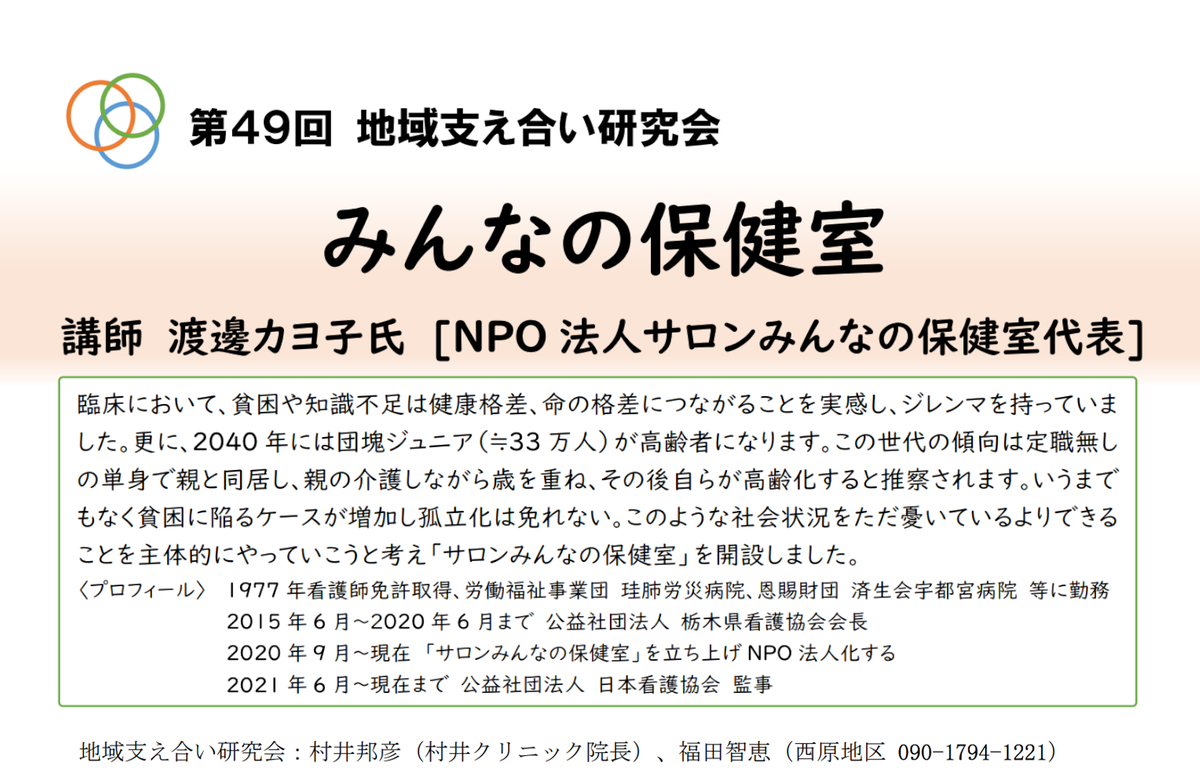 第49回 地域支え合い研究会
みんなの保健室
講師 渡邊カヨ子氏 [NPO 法人サロンみんなの保健室代表]
臨床において、貧困や知識不足は健康格差、命の格差につながることを実感し、ジレンマを持っていま
した。更に、2040 年には団塊ジュニア(≒33 万人)が高齢者になります。この世代の傾向は定職無し
の単身で親と同居し、親の介護しながら歳を重ね、その後自らが高齢化すると推察されます。いうまで
もなく貧困に陥るケースが増加し孤立化は免れない。このような社会状況をただ憂いているよりできる
ことを主体的にやっていこうと考え「サロンみんなの保健室」を開設しました。
〈プロフィール〉 1977 年看護師免許取得、労働福祉事業団 珪肺労災病院、恩賜財団 済生会宇都宮病院 等に勤務
2015 年 6 月~2020 年 6 月まで 公益社団法人 栃木県看護協会会長
2020 年 9 月~現在 「サロンみんなの保健室」を立ち上げ NPO 法人化する
2021 年 6 月~現在まで 公益社団法人 日本看護協会 監事
地域支え合い研究会:村井邦彦(村井クリニック院長)、福田智恵(西原地区 090-1794-1221)